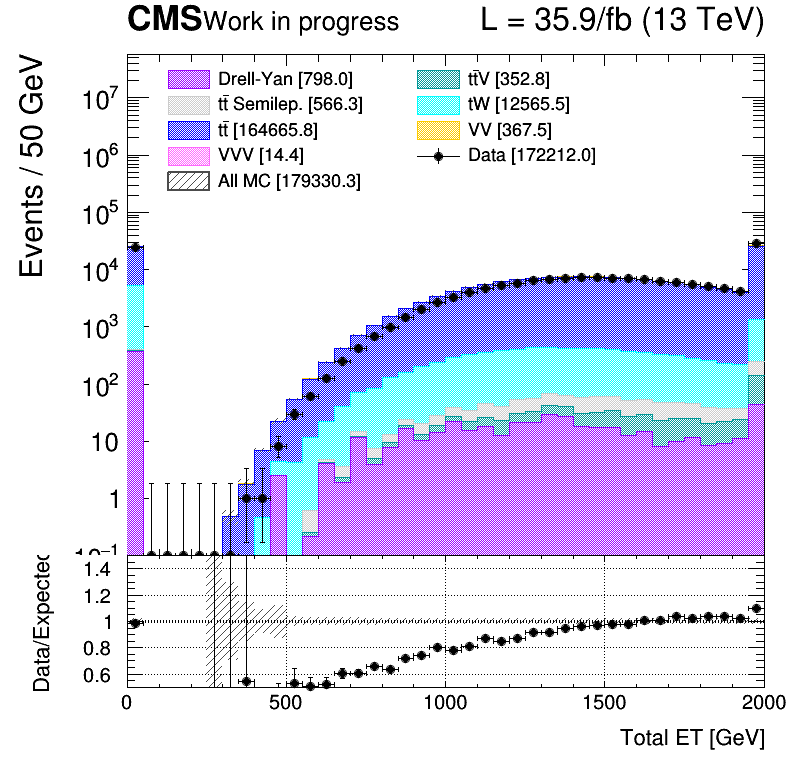 CMS Work in progress L = 35.9/fb (13 TeV)
Events / 50 GeV
Drell-Yan [798.0] tt̄V [352.8]
tt̄ Semilep. [566.3] tW [12565.5]
tt̄ [164665.8] VV [367.5]
VVV [14.4] Data [172212.0]
All MC [179330.3]
10⁷
10⁶
10⁵
10⁴
10³
10²
10
1
10⁻¹
Data/Expected
1.4
1.2
1
0.8
0.6
0 500 1000 1500 2000
Total ET [GeV]